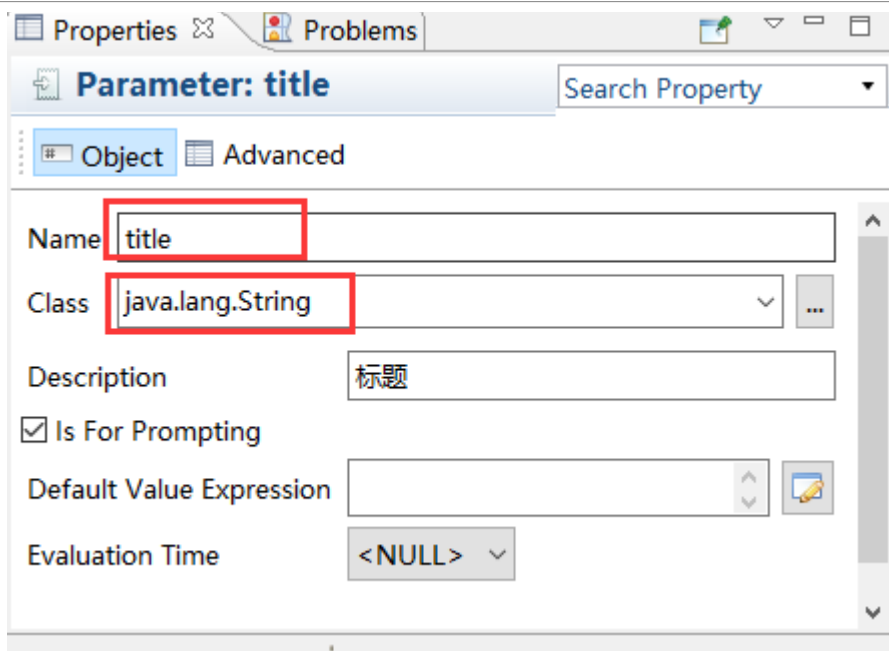 Properties Problems
Parameter: title
Search Property
# Object Advanced
Name title
Class java.lang.String ...
Description 标题
Is For Prompting
Default Value Expression
Evaluation Time <NULL>